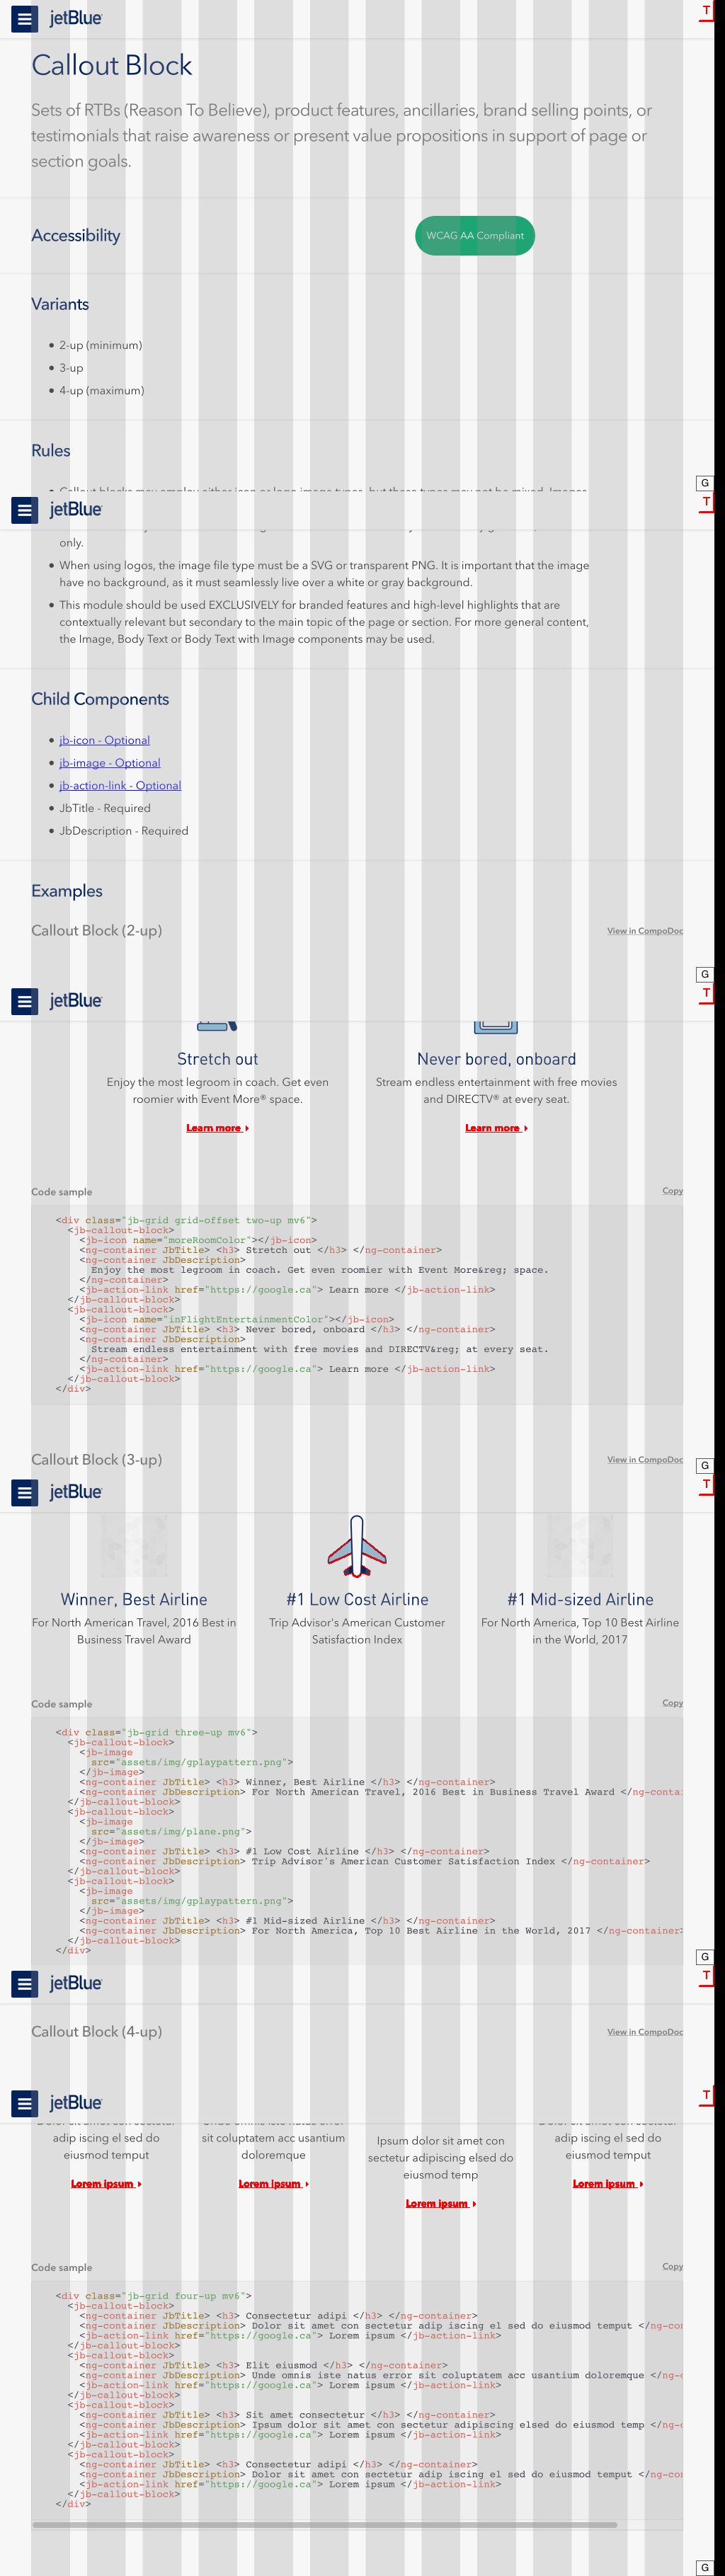 jetBlue
T
Callout Block
Sets of RTBs (Reason To Believe), product features, ancillaries, brand selling points, or
testimonials that raise awareness or present value propositions in support of page or
section goals.
Accessibility
WCAG AA Compliant
Variants
2-up (minimum)
3-up
4-up (maximum)
Rules
Callout blocks may employ either icon or logo image types, but these types may not be mixed. Images
G
jetBlue
T
only.
When using logos, the image file type must be a SVG or transparent PNG. It is important that the image
have no background, as it must seamlessly live over a white or gray background.
This module should be used EXCLUSIVELY for branded features and high-level highlights that are
contextually relevant but secondary to the main topic of the page or section. For more general content,
the Image, Body Text or Body Text with Image components may be used.
Child Components
jb-icon - Optional
jb-image - Optional
jb-action-link - Optional
JbTitle - Required
JbDescription - Required
Examples
Callout Block (2-up)
View in CompoDoc
G
jetBlue
T
Stretch out
Enjoy the most legroom in coach. Get even
roomier with Event More® space.
Learn more
Never bored, onboard
Stream endless entertainment with free movies
and DIRECTV® at every seat.
Learn more
Code sample
Copy
<div class="jb-grid grid-offset two-up mv6">
<jb-callout-block>
<jb-icon name="moreRoomColor"></jb-icon>
<ng-container JbTitle> <h3> Stretch out </h3> </ng-container>
<ng-container JbDescription>
Enjoy the most legroom in coach. Get even roomier with Event More&reg; space.
</ng-container>
<jb-action-link href="https://google.ca"> Learn more </jb-action-link>
</jb-callout-block>
<jb-callout-block>
<jb-icon name="inFlightEntertainmentColor"></jb-icon>
<ng-container JbTitle> <h3> Never bored, onboard </h3> </ng-container>
<ng-container JbDescription>
Stream endless entertainment with free movies and DIRECTV&reg; at every seat.
</ng-container>
<jb-action-link href="https://google.ca"> Learn more </jb-action-link>
</jb-callout-block>
</div>
Callout Block (3-up)
View in CompoDoc
G
jetBlue
T
Winner, Best Airline
For North American Travel, 2016 Best in
Business Travel Award
#1 Low Cost Airline
Trip Advisor's American Customer
Satisfaction Index
#1 Mid-sized Airline
For North America, Top 10 Best Airline
in the World, 2017
Code sample
Copy
<div class="jb-grid three-up mv6">
<jb-callout-block>
<jb-image
src="assets/img/gplaypattern.png">
</jb-image>
<ng-container JbTitle> <h3> Winner, Best Airline </h3> </ng-container>
<ng-container JbDescription> For North American Travel, 2016 Best in Business Travel Award </ng-contai
</jb-callout-block>
<jb-callout-block>
<jb-image
src="assets/img/plane.png">
</jb-image>
<ng-container JbTitle> <h3> #1 Low Cost Airline </h3> </ng-container>
<ng-container JbDescription> Trip Advisor's American Customer Satisfaction Index </ng-container>
</jb-callout-block>
<jb-callout-block>
<jb-image
src="assets/img/gplaypattern.png">
</jb-image>
<ng-container JbTitle> <h3> #1 Mid-sized Airline </h3> </ng-container>
<ng-container JbDescription> For North America, Top 10 Best Airline in the World, 2017 </ng-container>
</jb-callout-block>
</div>
G
jetBlue
T
Callout Block (4-up)
View in CompoDoc
jetBlue
T
adip iscing el sed do
eiusmod temput
Lorem ipsum
sit coluptatem acc usantium
doloremque
Lorem Ipsum
Ipsum dolor sit amet con
sectetur adipiscing elsed do
eiusmod temp
Lorem ipsum
adip iscing el sed do
eiusmod temput
Lorem ipsum
Code sample
Copy
<div class="jb-grid four-up mv6">
<jb-callout-block>
<ng-container JbTitle> <h3> Consectetur adipi </h3> </ng-container>
<ng-container JbDescription> Dolor sit amet con sectetur adip iscing el sed do eiusmod temput </ng-con
<jb-action-link href="https://google.ca"> Lorem ipsum </jb-action-link>
</jb-callout-block>
<jb-callout-block>
<ng-container JbTitle> <h3> Elit eiusmod </h3> </ng-container>
<ng-container JbDescription> Unde omnis iste natus error sit coluptatem acc usantium doloremque </ng-c
<jb-action-link href="https://google.ca"> Lorem ipsum </jb-action-link>
</jb-callout-block>
<jb-callout-block>
<ng-container JbTitle> <h3> Sit amet consectetur </h3> </ng-container>
<ng-container JbDescription> Ipsum dolor sit amet con sectetur adipiscing elsed do eiusmod temp </ng-c
<jb-action-link href="https://google.ca"> Lorem ipsum </jb-action-link>
</jb-callout-block>
<jb-callout-block>
<ng-container JbTitle> <h3> Consectetur adipi </h3> </ng-container>
<ng-container JbDescription> Dolor sit amet con sectetur adip iscing el sed do eiusmod temput </ng-con
<jb-action-link href="https://google.ca"> Lorem ipsum </jb-action-link>
</jb-callout-block>
</div>
G